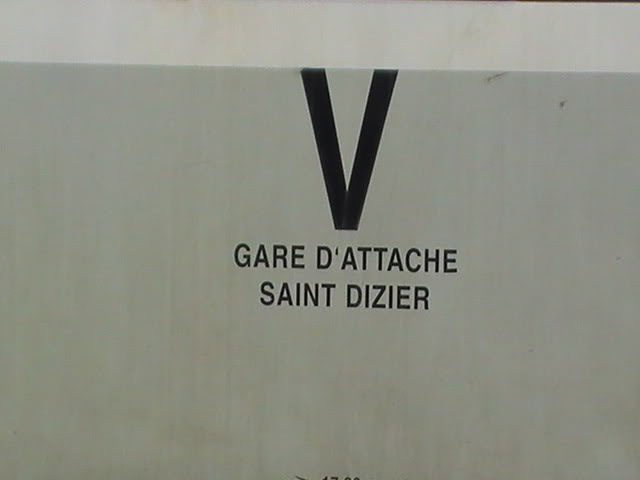 V
GARE D'ATTACHE
SAINT DIZIER